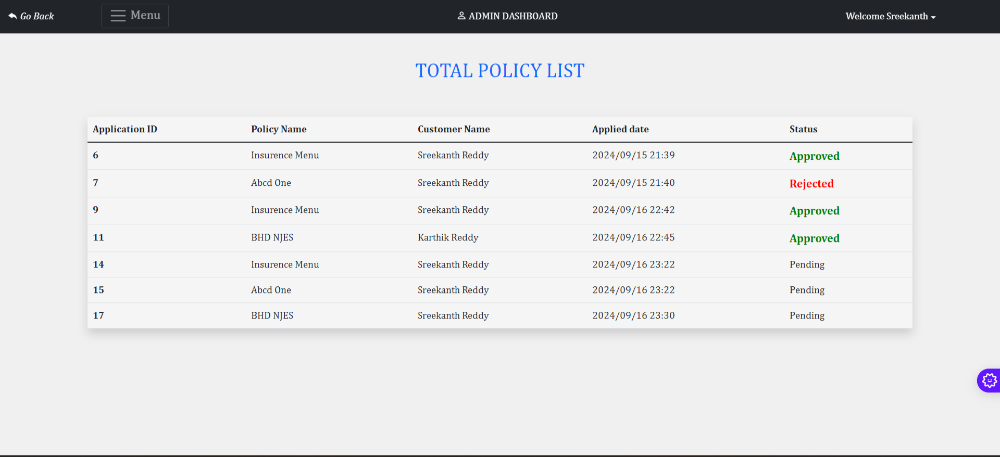 Go Back Menu ADMIN DASHBOARD Welcome Sreekanth
TOTAL POLICY LIST
Application ID Policy Name Customer Name Applied date Status
6 Insurence Menu Sreekanth Reddy 2024/09/15 21:39 Approved
7 Abcd One Sreekanth Reddy 2024/09/15 21:40 Rejected
9 Insurence Menu Sreekanth Reddy 2024/09/16 22:42 Approved
11 BHD NJES Karthik Reddy 2024/09/16 22:45 Approved
14 Insurence Menu Sreekanth Reddy 2024/09/16 23:22 Pending
15 Abcd One Sreekanth Reddy 2024/09/16 23:22 Pending
17 BHD NJES Sreekanth Reddy 2024/09/16 23:30 Pending